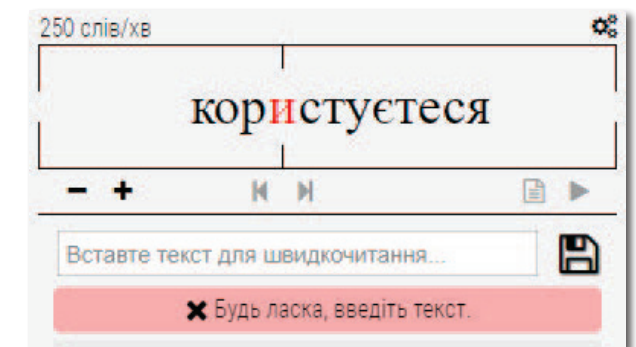 250 слів/хв
користуєтеся
Вставте текст для швидкочитання...
Будь ласка, введіть текст.